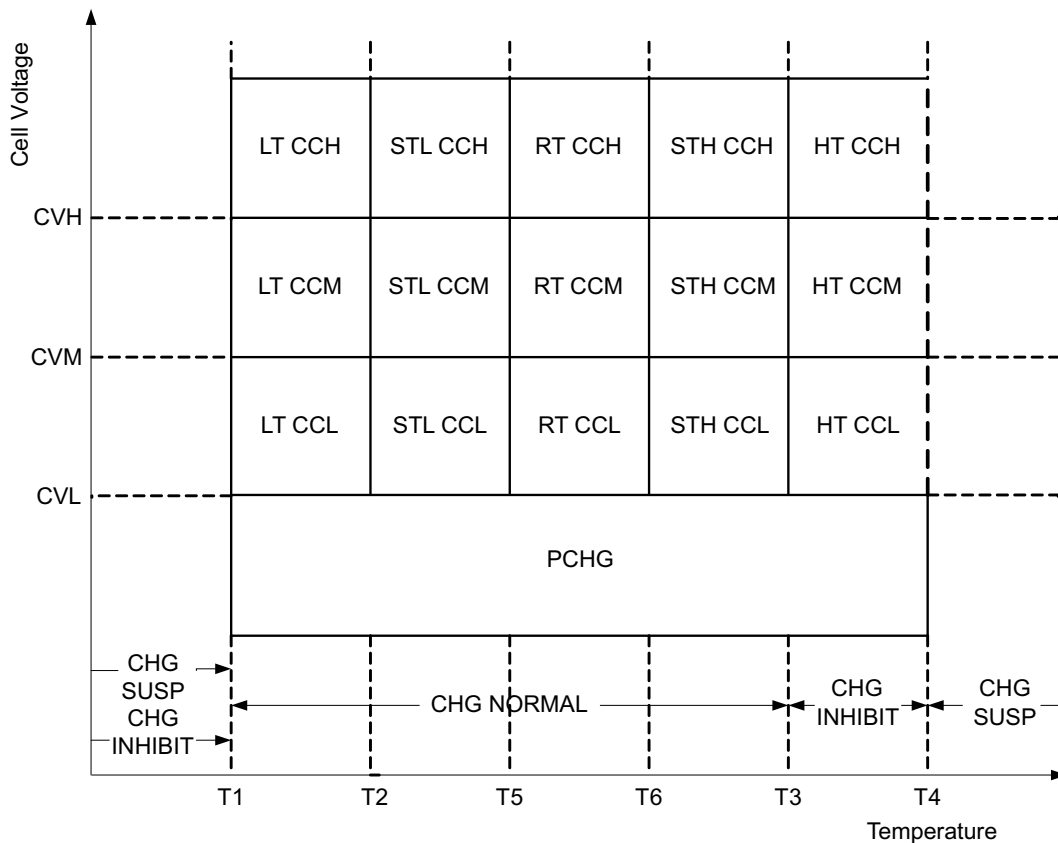 Cell Voltage
LT CCH STL CCH RT CCH STH CCH HT CCH
CVH
LT CCM STL CCM RT CCM STH CCM HT CCM
CVM
LT CCL STL CCL RT CCL STH CCL HT CCL
CVL
PCHG
CHG
SUSP
CHG
INHIBIT
CHG NORMAL
CHG
INHIBIT
CHG
SUSP
T1 T2 T5 T6 T3 T4
Temperature